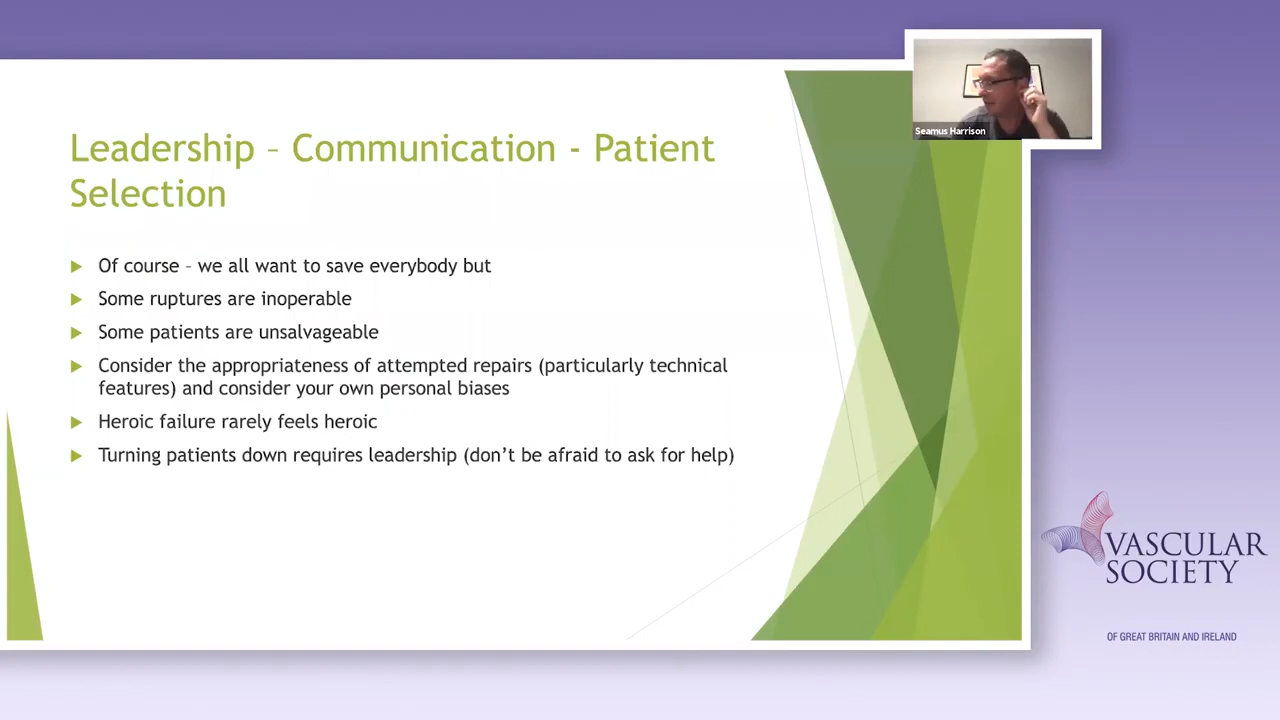 Seamus Harrison
Leadership – Communication - Patient
Selection
Of course – we all want to save everybody but
Some ruptures are inoperable
Some patients are unsalvageable
Consider the appropriateness of attempted repairs (particularly technical
features) and consider your own personal biases
Heroic failure rarely feels heroic
Turning patients down requires leadership (don’t be afraid to ask for help)
VASCULAR
SOCIETY
OF GREAT BRITAIN AND IRELAND